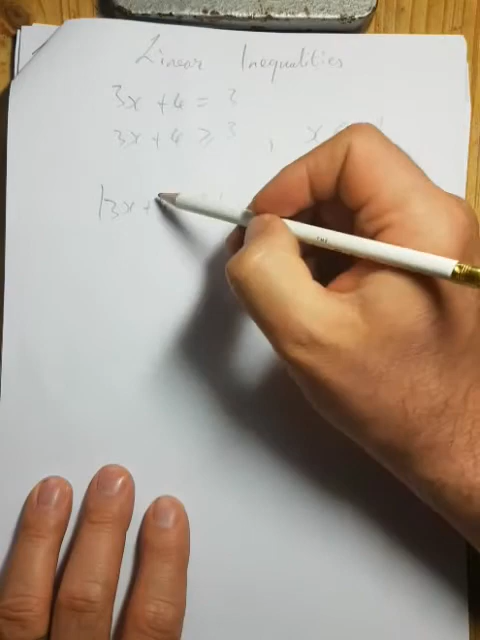 Linear Inequalities
3x + 4 = 3
3x + 4 ≥ 3 , x
|3x +